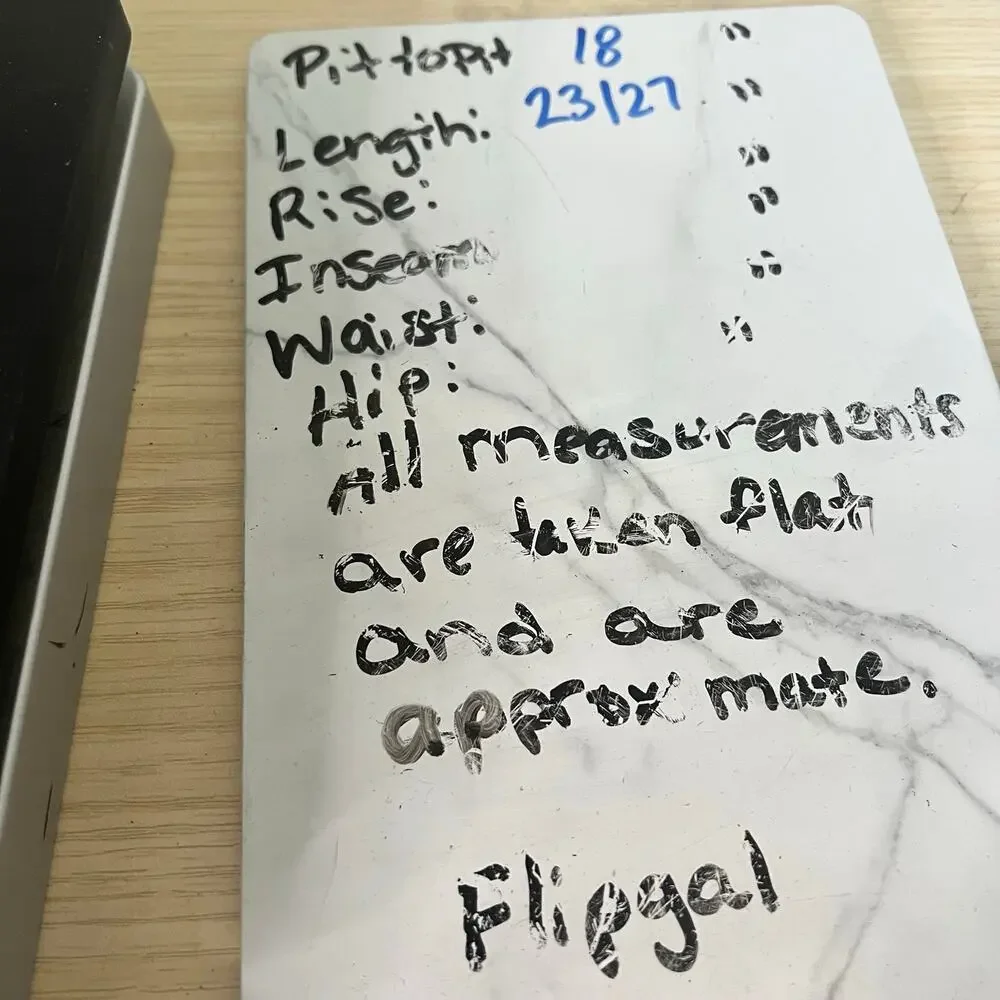 Pit to Pit 18 "
Length: 23/27 "
Rise: "
Inseam "
Waist: "
Hip: "
All measurements
are taken flat
and are
approximate.
Flipgal